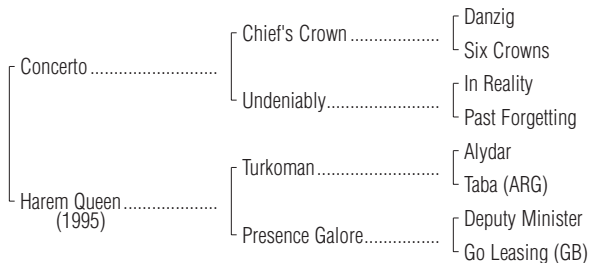 Danzig
Chief's Crown ..................
Six Crowns
Concerto .........................
In Reality
Undeniably.......................
Past Forgetting
Alydar
Turkoman .........................
Taba (ARG)
Harem Queen ...................
(1995)
Deputy Minister
Presence Galore...............
Go Leasing (GB)